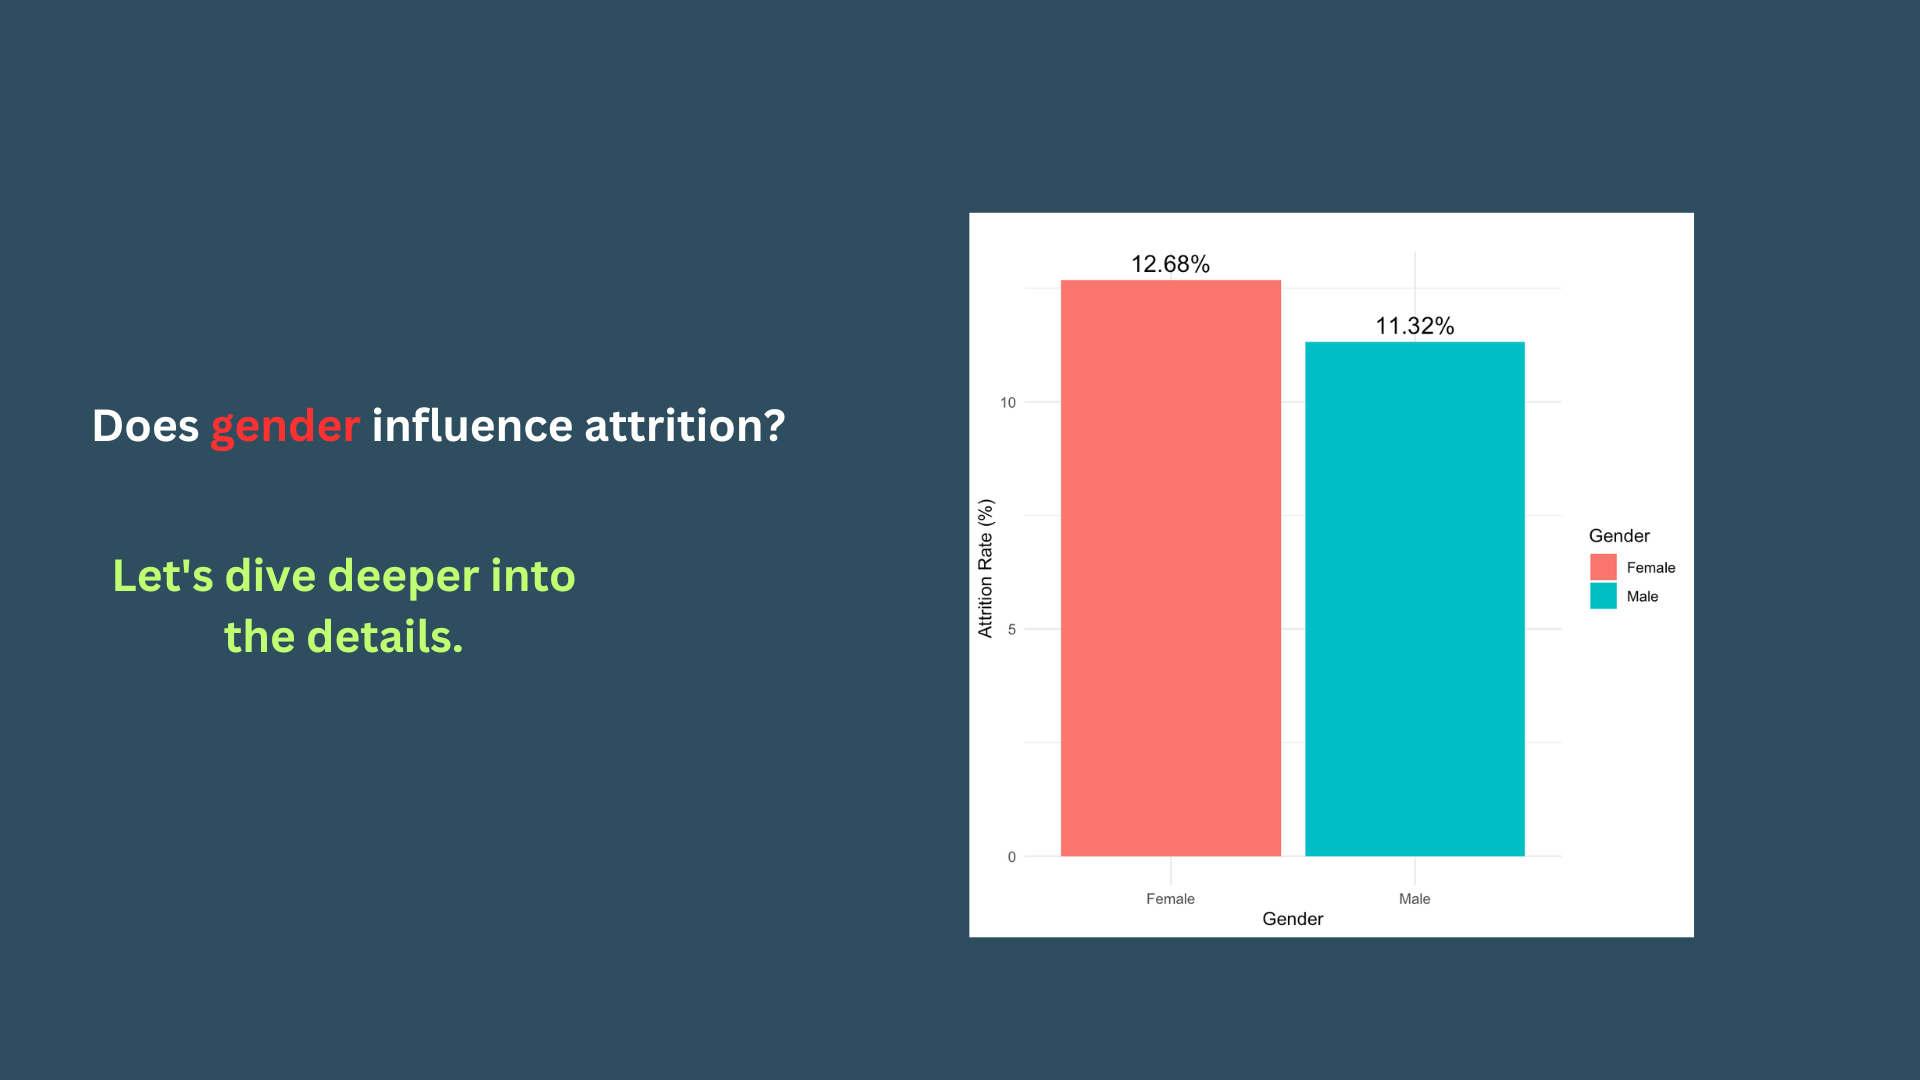 Does gender influence attrition?
Let's dive deeper into
the details.
12.68%
11.32%
10
5
0
Attrition Rate (%)
Female
Male
Gender
Gender
Female
Male